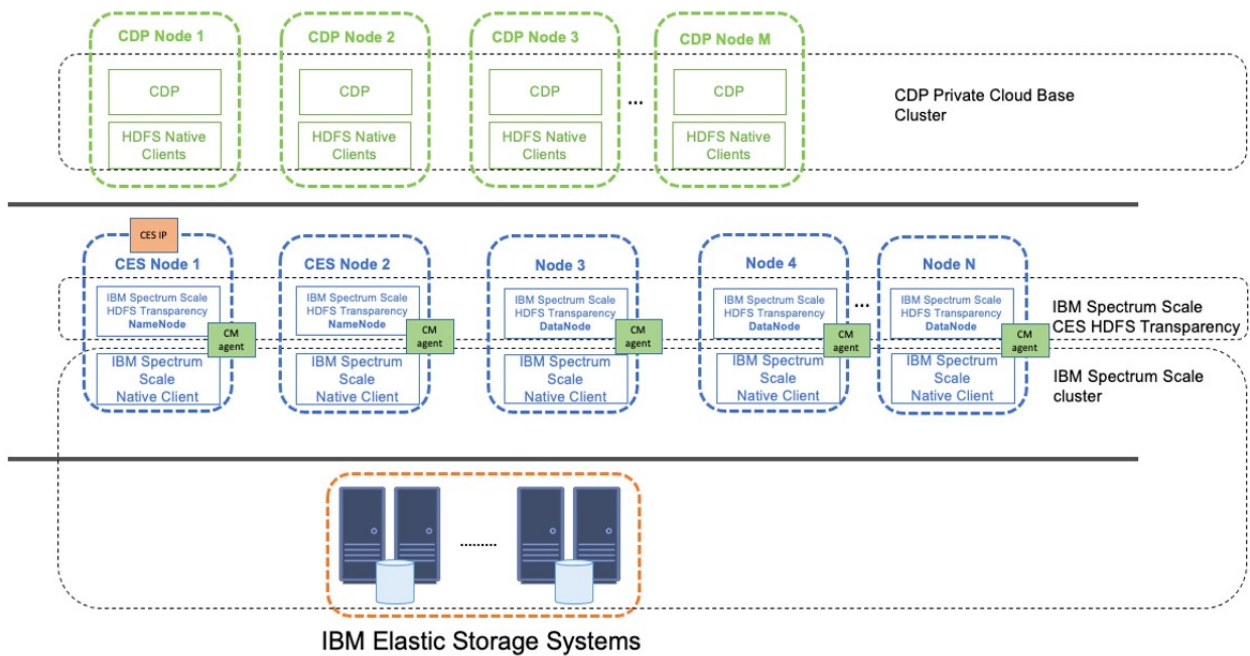 CDP Node 1
CDP Node 2
CDP Node 3
CDP Node M
CDP
CDP
CDP
CDP
...
HDFS Native
Clients
HDFS Native
Clients
HDFS Native
Clients
HDFS Native
Clients
CDP Private Cloud Base
Cluster
CES IP
CES Node 1
CES Node 2
Node 3
Node 4
Node N
IBM Spectrum Scale
HDFS Transparency
NameNode
IBM Spectrum Scale
HDFS Transparency
NameNode
IBM Spectrum Scale
HDFS Transparency
DataNode
IBM Spectrum Scale
HDFS Transparency
DataNode
...
IBM Spectrum Scale
HDFS Transparency
DataNode
IBM Spectrum Scale
CES HDFS Transparency
CM
agent
CM
agent
CM
agent
CM
agent
CM
agent
IBM Spectrum
Scale
Native Client
IBM Spectrum
Scale
Native Client
IBM Spectrum
Scale
Native Client
IBM Spectrum
Scale
Native Client
IBM Spectrum
Scale
Native Client
IBM Spectrum Scale
cluster
.........
IBM Elastic Storage Systems